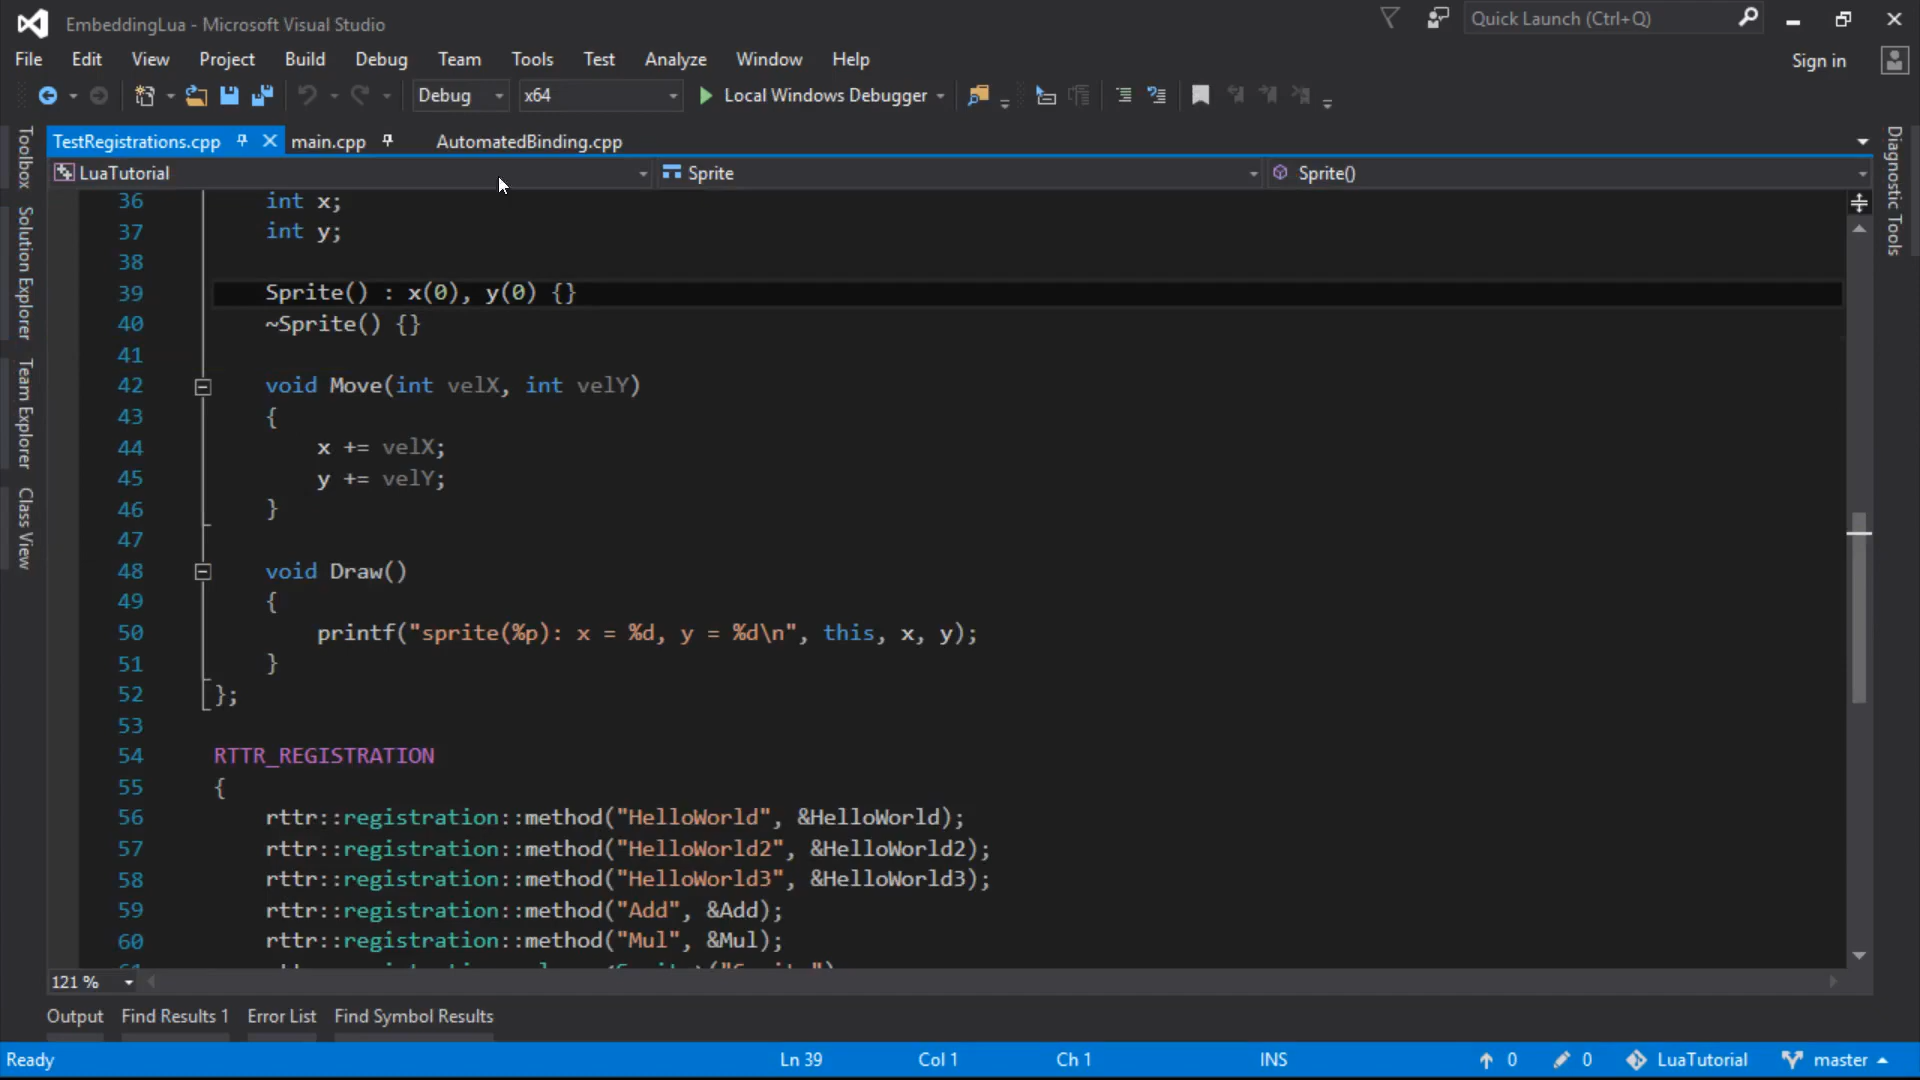 EmbeddingLua - Microsoft Visual Studio
Quick Launch (Ctrl+Q)
File Edit View Project Build Debug Team Tools Test Analyze Window Help
Sign in
Debug x64 Local Windows Debugger
TestRegistrations.cpp main.cpp AutomatedBinding.cpp
LuaTutorial Sprite Sprite()
Toolbox
Solution Explorer
Team Explorer
Class View
Diagnostic Tools
36 int x;
37 int y;
38
39 Sprite() : x(0), y(0) {}
40 ~Sprite() {}
41
42 void Move(int velX, int velY)
43 {
44 x += velX;
45 y += velY;
46 }
47
48 void Draw()
49 {
50 printf("sprite(%p): x = %d, y = %d\n", this, x, y);
51 }
52 };
53
54 RTTR_REGISTRATION
55 {
56 rttr::registration::method("HelloWorld", &HelloWorld);
57 rttr::registration::method("HelloWorld2", &HelloWorld2);
58 rttr::registration::method("HelloWorld3", &HelloWorld3);
59 rttr::registration::method("Add", &Add);
60 rttr::registration::method("Mul", &Mul);
121 %
Output Find Results 1 Error List Find Symbol Results
Ready Ln 39 Col 1 Ch 1 INS 0 0 LuaTutorial master